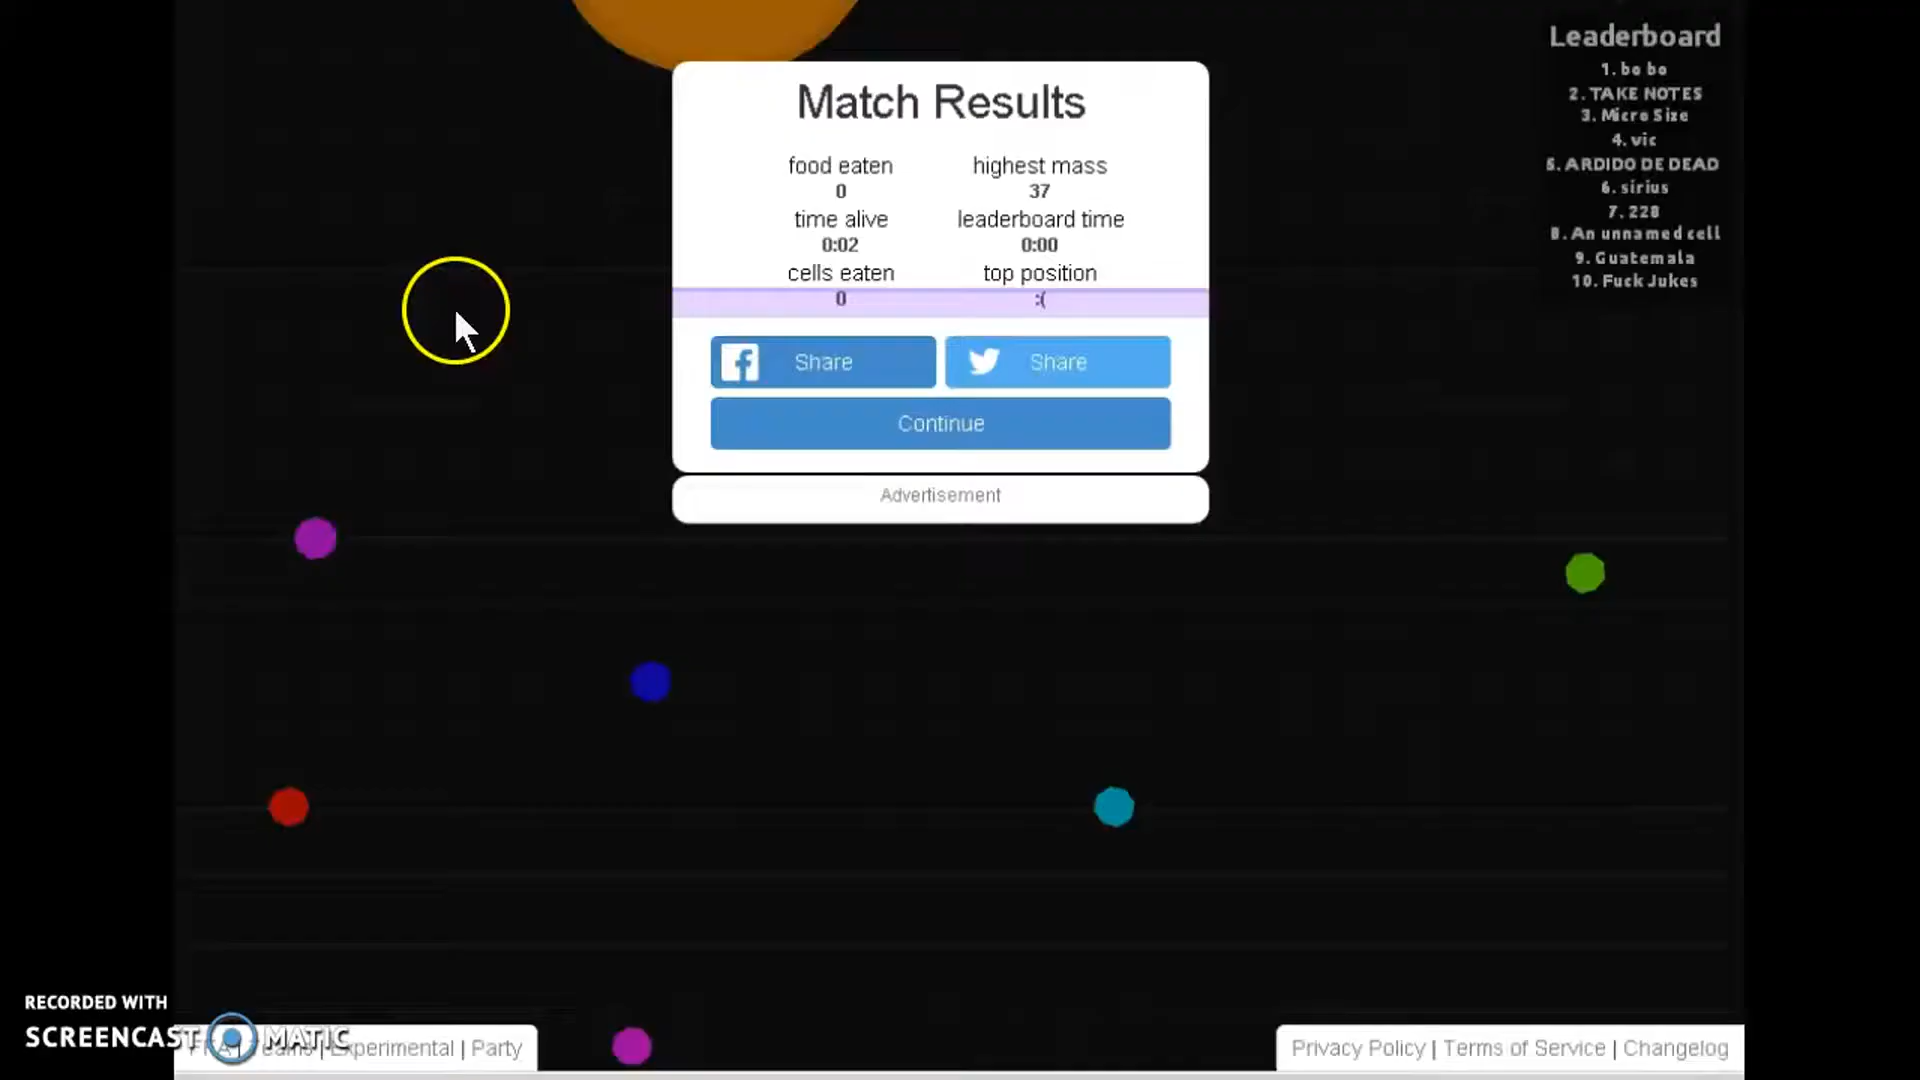 Leaderboard
1. bo bo
2. TAKE NOTES
3. Micro Size
4. vic
5. ARDIDO DE DEAD
6. sirius
7. 228
8. An unnamed cell
9. Guatemala
10. Fuck Jukes
Match Results
food eaten highest mass
0 37
time alive leaderboard time
0:02 0:00
cells eaten top position
0 :(
Share Share
Continue
Advertisement
RECORDED WITH
SCREENCAST MATIC
FFA | Teams | Experimental | Party
Privacy Policy | Terms of Service | Changelog